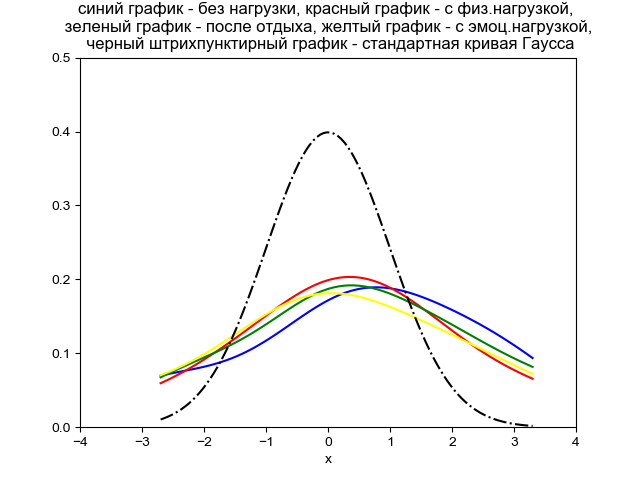 синий график - без нагрузки, красный график - с физ.нагрузкой,
зеленый график - после отдыха, желтый график - с эмоц.нагрузкой,
черный штрихпунктирный график - стандартная кривая Гаусса
0.5
0.4
0.3
0.2
0.1
0.0
−4 −3 −2 −1 0 1 2 3 4
x